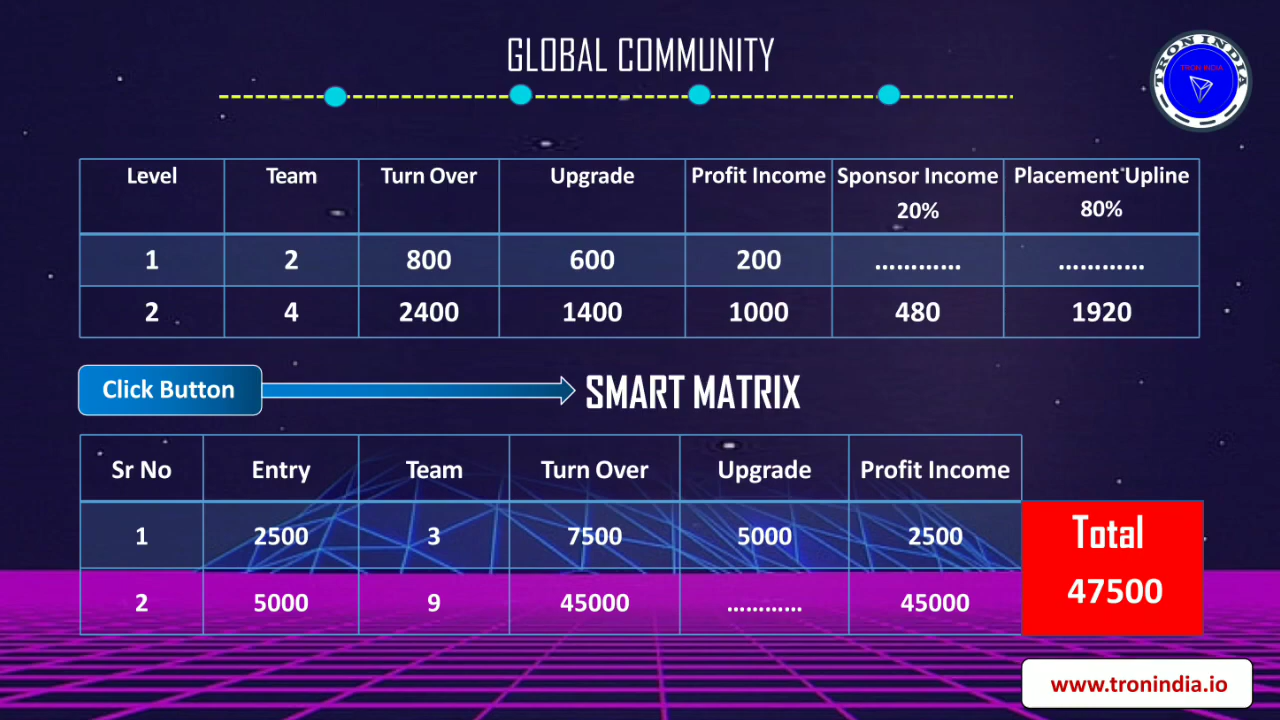 GLOBAL COMMUNITY
TRON INDIA
TRON INDIA
Level Team Turn Over Upgrade Profit Income Sponsor Income 20% Placement Upline 80%
1 2 800 600 200 ............ ............
2 4 2400 1400 1000 480 1920
Click Button
SMART MATRIX
Sr No Entry Team Turn Over Upgrade Profit Income
1 2500 3 7500 5000 2500
2 5000 9 45000 ............ 45000
Total
47500
www.tronindia.io